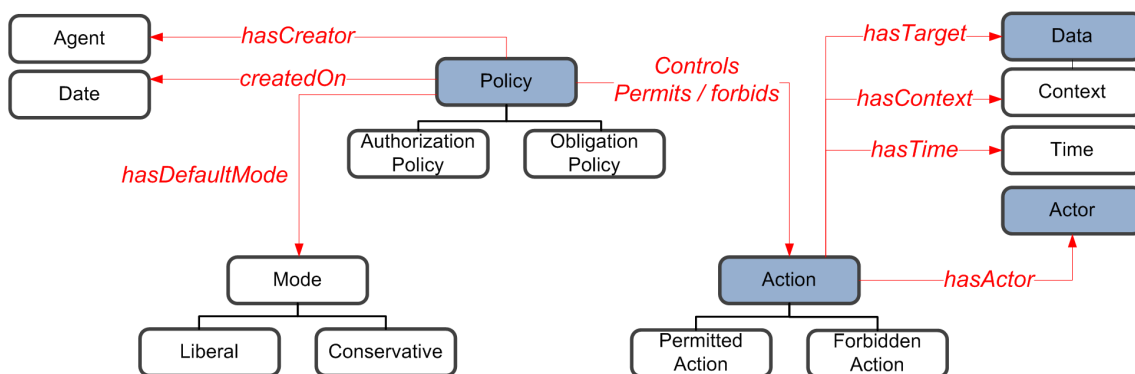 Agent
hasCreator
hasTarget
Data
Date
createdOn
Policy
Controls
Permits / forbids
hasContext
Context
Authorization
Policy
Obligation
Policy
hasTime
Time
hasDefaultMode
Actor
Mode
Action
hasActor
Liberal
Conservative
Permitted
Action
Forbidden
Action